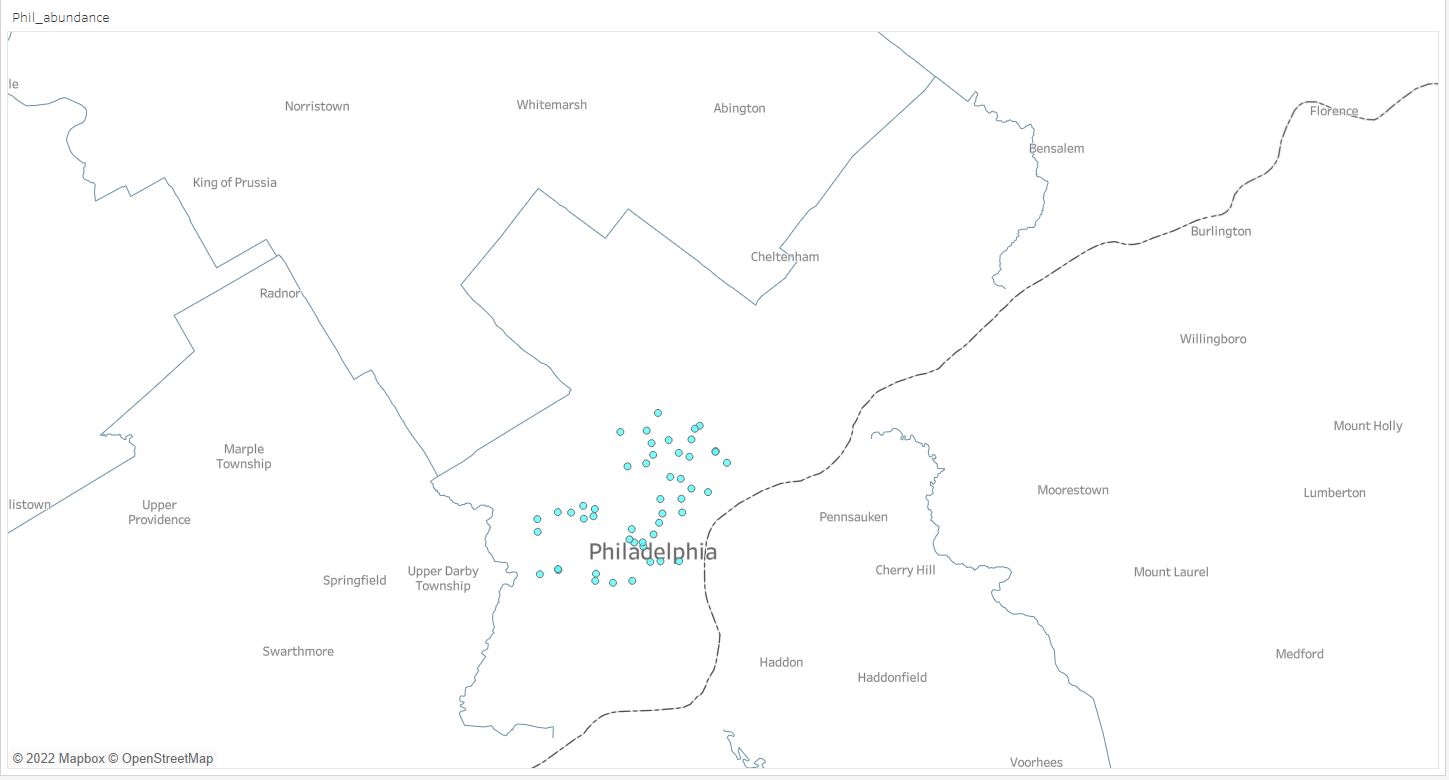 Phil_abundance
le
Norristown
Whitemarsh
Abington
Florence
Bensalem
King of Prussia
Burlington
Cheltenham
Radnor
Willingboro
Mount Holly
Marple
Township
Moorestown
Lumberton
listown
Upper
Providence
Pennsauken
Philadelphia
Cherry Hill
Mount Laurel
Springfield
Upper Darby
Township
Swarthmore
Haddon
Medford
Haddonfield
© 2022 Mapbox © OpenStreetMap
Voorhees